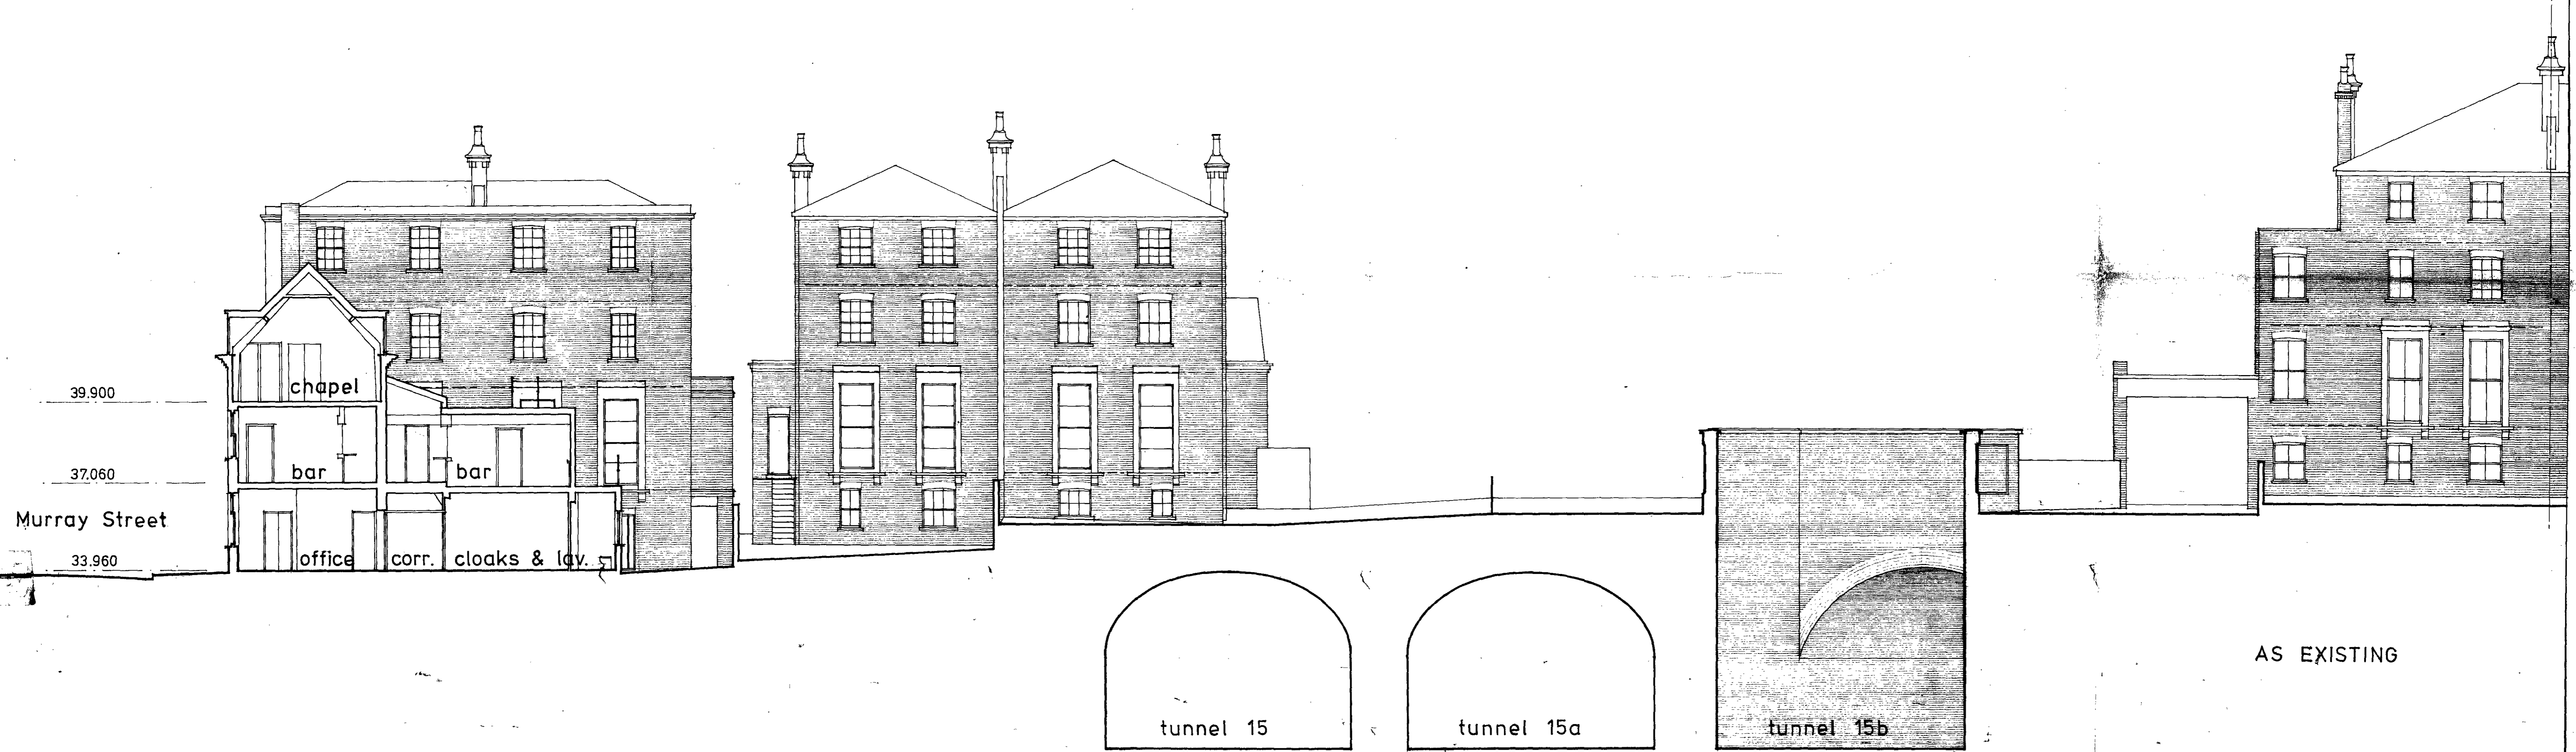 chapel
39.900
bar bar
37.060
Murray Street
office corr. cloaks & lav.
33.960
AS EXISTING
tunnel 15 tunnel 15a tunnel 15b